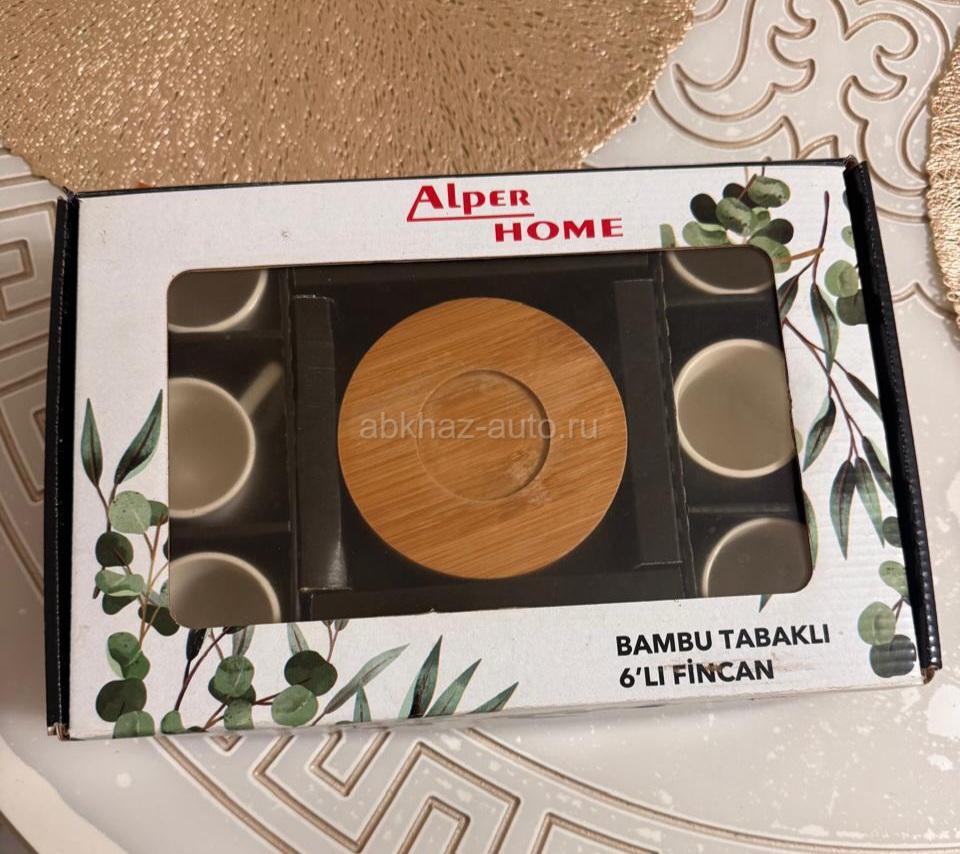 Alper
HOME
abkhaz-auto.ru
BAMBU TABAKLI
6'LI FİNCAN